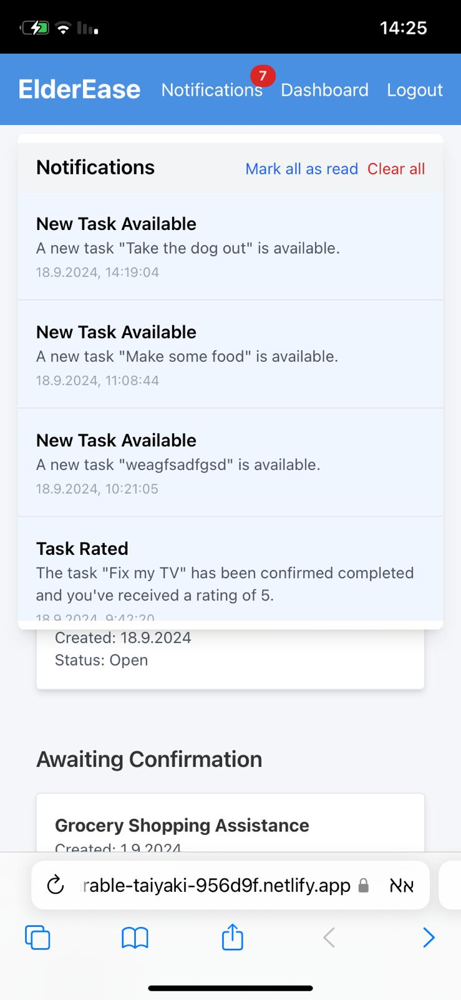 14:25
ElderEase Notifications 7 Dashboard Logout
Notifications Mark all as read Clear all
New Task Available
A new task "Take the dog out" is available.
18.9.2024, 14:19:04
New Task Available
A new task "Make some food" is available.
18.9.2024, 11:08:44
New Task Available
A new task "weagfsadfgsd" is available.
18.9.2024, 10:21:05
Task Rated
The task "Fix my TV" has been confirmed completed
and you've received a rating of 5.
18.9.2024, 9:42:20
Created: 18.9.2024
Status: Open
Awaiting Confirmation
Grocery Shopping Assistance
Created: 1.9.2024
rable-taiyaki-956d9f.netlify.app אא